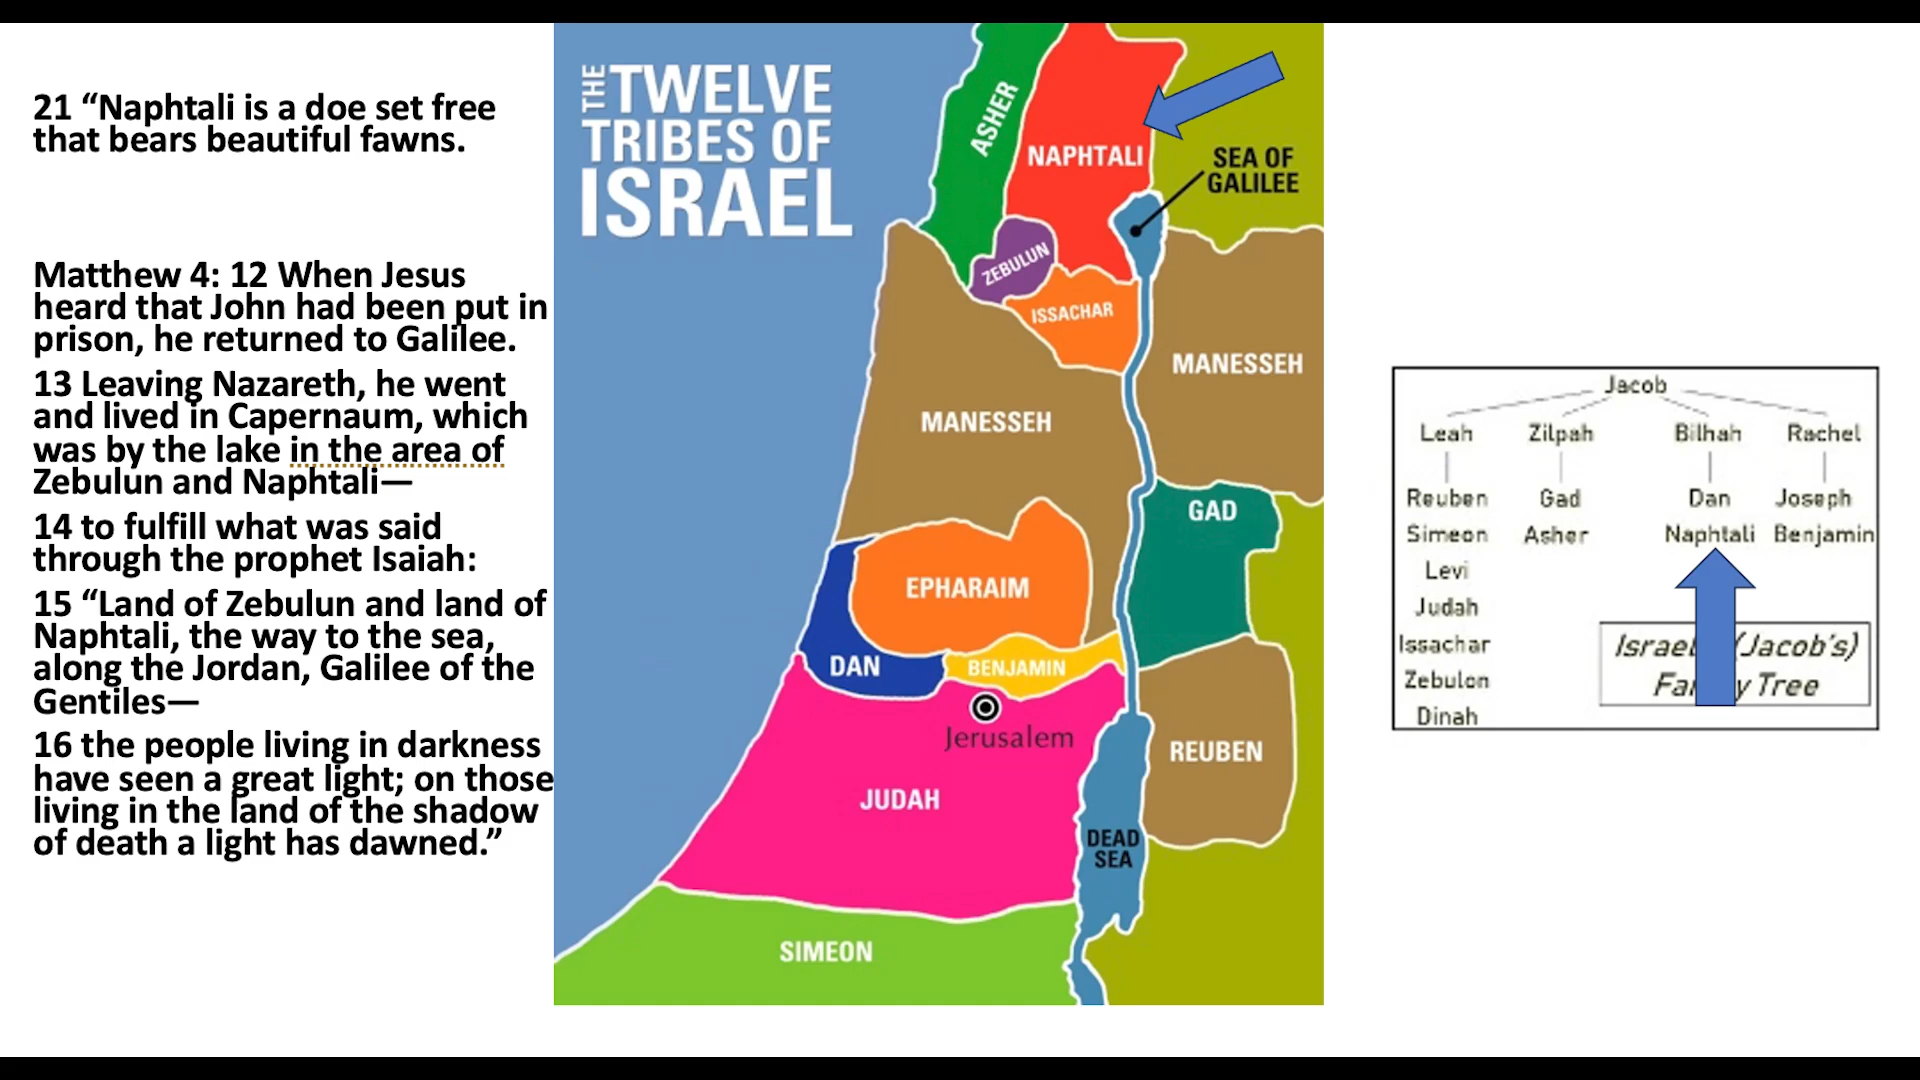 21 “Naphtali is a doe set free
that bears beautiful fawns.
Matthew 4: 12 When Jesus
heard that John had been put in
prison, he returned to Galilee.
13 Leaving Nazareth, he went
and lived in Capernaum, which
was by the lake in the area of
Zebulun and Naphtali—
14 to fulfill what was said
through the prophet Isaiah:
15 “Land of Zebulun and land of
Naphtali, the way to the sea,
along the Jordan, Galilee of the
Gentiles—
16 the people living in darkness
have seen a great light; on those
living in the land of the shadow
of death a light has dawned.”
THE TWELVE
TRIBES OF
ISRAEL
ASHER
NAPHTALI
SEA OF
GALILEE
ZEBULUN
ISSACHAR
MANESSEH
MANESSEH
GAD
EPHARAIM
DAN
BENJAMIN
Jerusalem
REUBEN
JUDAH
DEAD
SEA
SIMEON
Jacob
Leah Zilpah Bilhah Rachel
Reuben Gad Dan Joseph
Simeon Asher Naphtali Benjamin
Levi
Judah
Issachar
Zebulon
Dinah
(Jacob's)
Tree